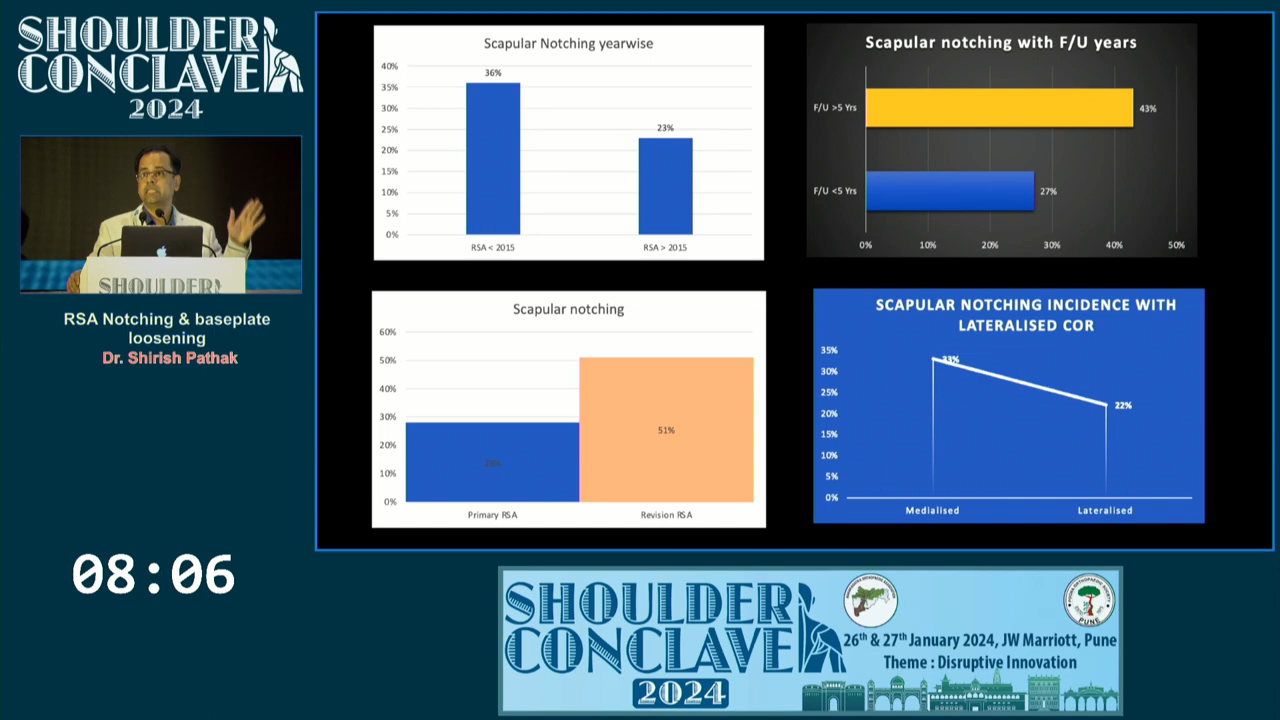 SHOULDER
CONCLAVE
2024
SHOULDER
RSA Notching & baseplate
loosening
Dr. Shirish Pathak
08:06
Scapular Notching yearwise
40%
35%
30%
25%
20%
15%
10%
5%
0%
36%
23%
RSA < 2015
RSA > 2015
Scapular notching with F/U years
F/U >5 Yrs
43%
F/U <5 Yrs
27%
0%
10%
20%
30%
40%
50%
Scapular notching
60%
50%
40%
30%
20%
10%
0%
28%
51%
Primary RSA
Revision RSA
SCAPULAR NOTCHING INCIDENCE WITH
LATERALISED COR
35%
30%
25%
20%
15%
10%
5%
0%
33%
22%
Medialised
Lateralised
SHOULDER
CONCLAVE
2024
PUNE
26th & 27th January 2024, JW Marriott, Pune
Theme : Disruptive Innovation